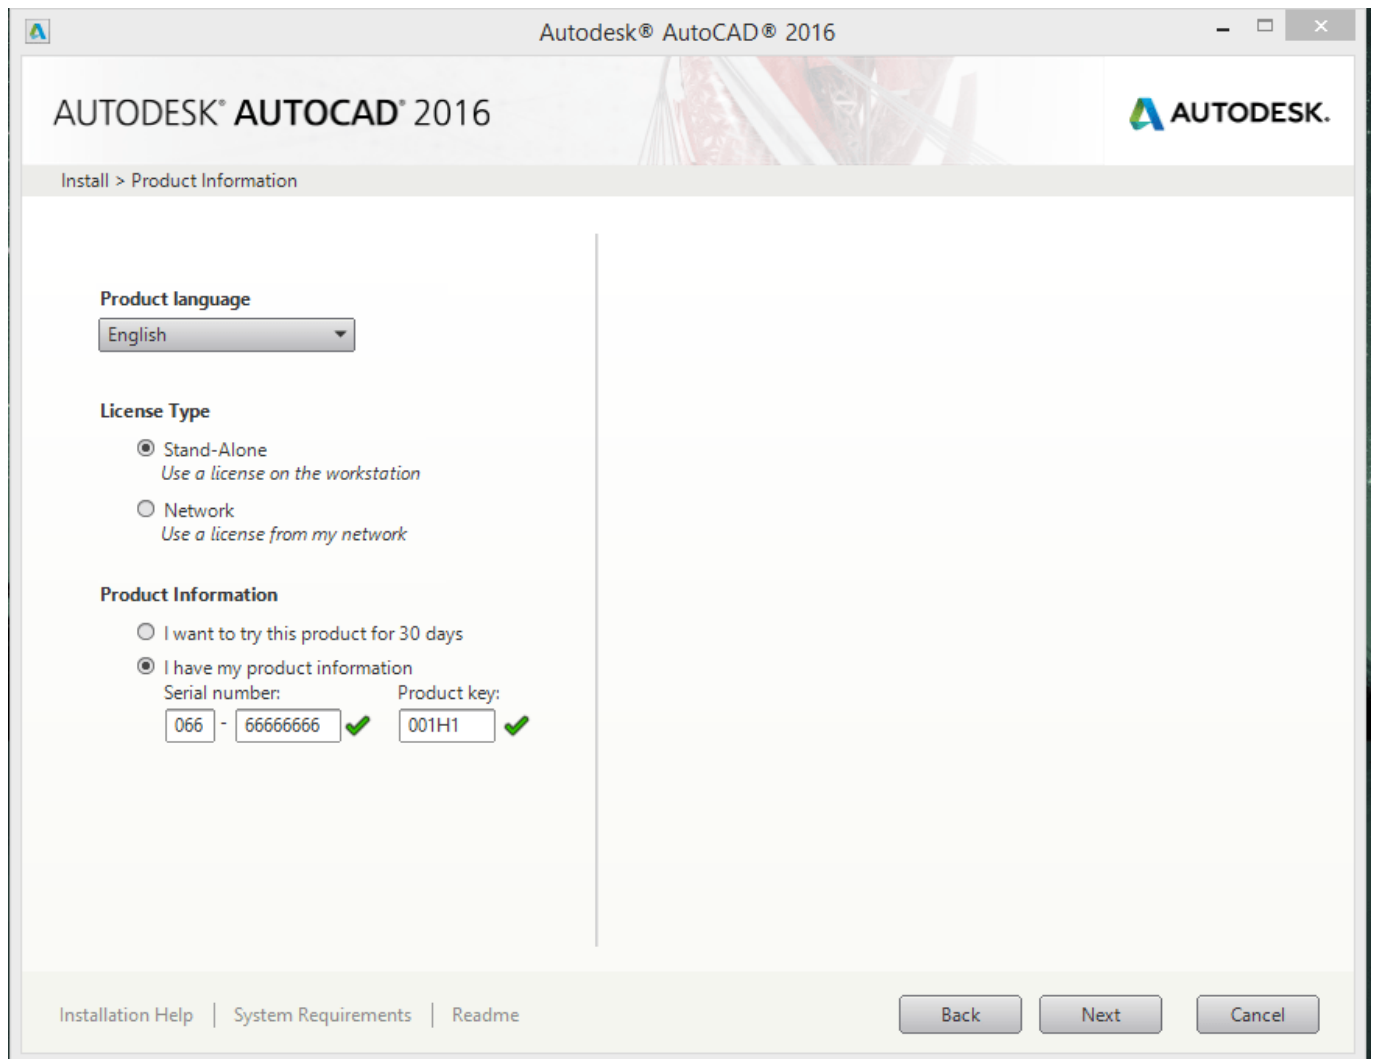 Autodesk® AutoCAD® 2016
AUTODESK® AUTOCAD® 2016
AUTODESK.
Install > Product Information
Product language
English
License Type
Stand-Alone
Use a license on the workstation
Network
Use a license from my network
Product Information
I want to try this product for 30 days
I have my product information
Serial number: Product key:
066 - 66666666 001H1
Installation Help | System Requirements | Readme Back Next Cancel